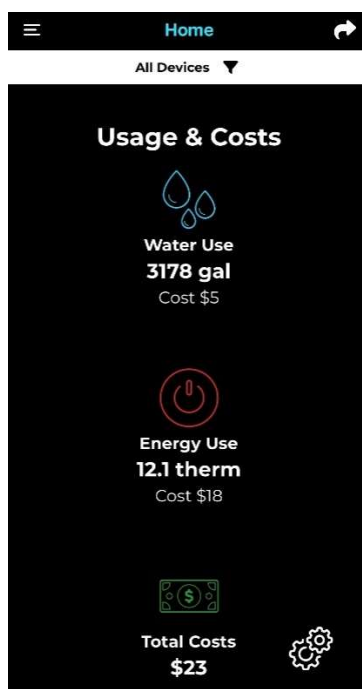 Home
All Devices
Usage & Costs
Water Use
3178 gal
Cost $5
Energy Use
12.1 therm
Cost $18
$
Total Costs
$23